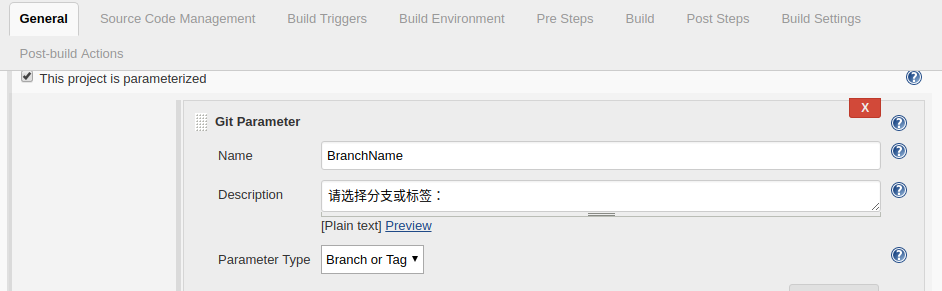 General Source Code Management Build Triggers Build Environment Pre Steps Build Post Steps Build Settings
Post-build Actions
This project is parameterized
X
Git Parameter
Name BranchName
Description 请选择分支或标签：
[Plain text] Preview
Parameter Type Branch or Tag